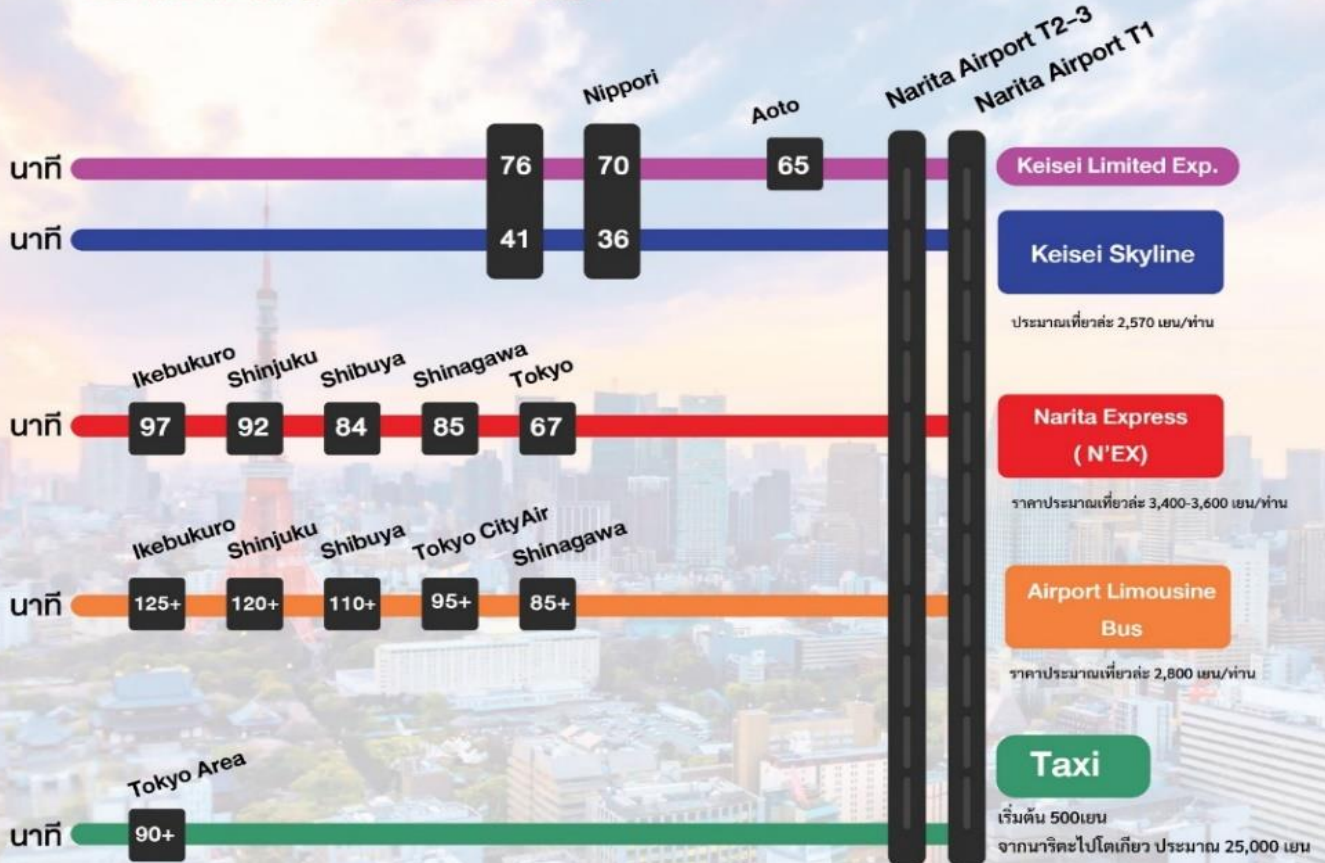 Narita Airport T2-3
Narita Airport T1
Nippori
Aoto
นาที
76
70
65
Keisei Limited Exp.
นาที
41
36
Keisei Skyline
ประมาณเที่ยวล่ะ 2,570 เยน/ท่าน
Ikebukuro
Shinjuku
Shibuya
Shinagawa
Tokyo
นาที
97
92
84
85
67
Narita Express
( N'EX)
ราคาประมาณเที่ยวล่ะ 3,400-3,600 เยน/ท่าน
Ikebukuro
Shinjuku
Shibuya
Tokyo CityAir
Shinagawa
นาที
125+
120+
110+
95+
85+
Airport Limousine
Bus
ราคาประมาณเที่ยวล่ะ 2,800 เยน/ท่าน
Tokyo Area
นาที
90+
Taxi
เริ่มต้น 500เยน
จากนาริตะไปโตเกียว ประมาณ 25,000 เยน